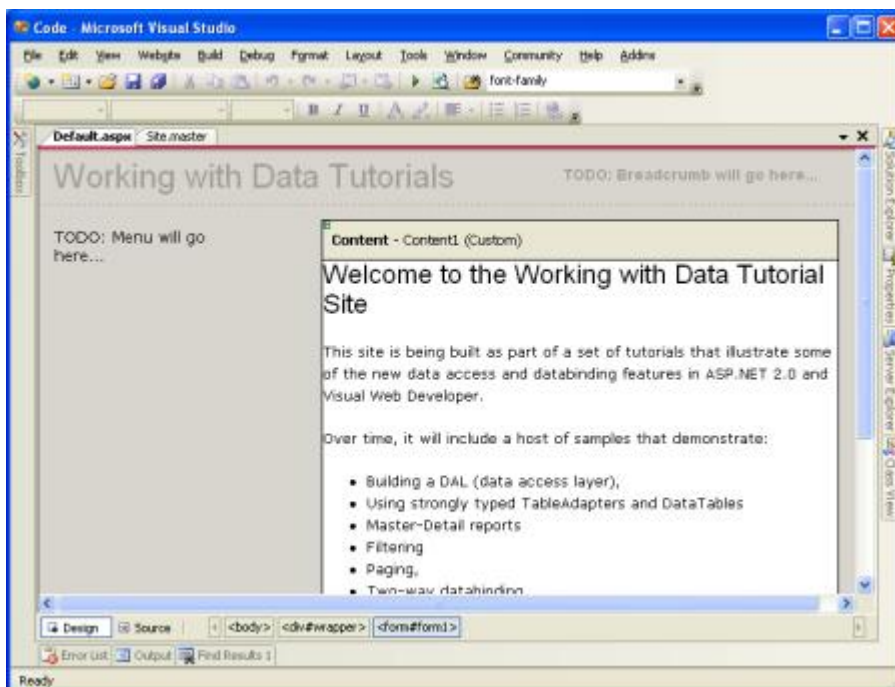 Code - Microsoft Visual Studio
File Edit View Website Build Debug Format Layout Tools Window Community Help Addins
font-family
B I U A
Default.aspx Site.master
Toolbox
Working with Data Tutorials
TODO: Breadcrumb will go here...
TODO: Menu will go
here...
Content - Content1 (Custom)
Welcome to the Working with Data Tutorial
Site
This site is being built as part of a set of tutorials that illustrate some
of the new data access and databinding features in ASP.NET 2.0 and
Visual Web Developer.
Over time, it will include a host of samples that demonstrate:
• Building a DAL (data access layer),
• Using strongly typed TableAdapters and DataTables
• Master-Detail reports
• Filtering
• Paging,
• Two-way databinding
Solution Explorer
Properties
Server Explorer
Class View
Design Source <body> <div#wrapper> <form#form1>
Error List Output Find Results 1
Ready